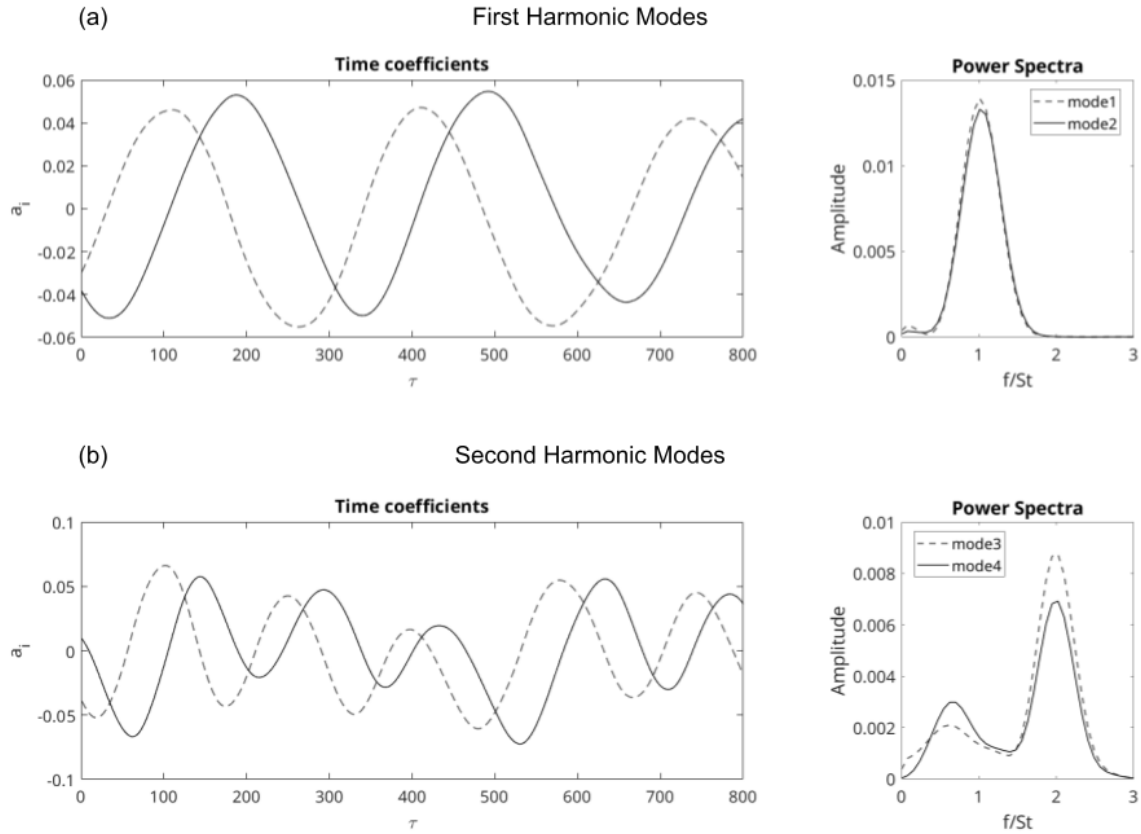 (a)
First Harmonic Modes
Time coefficients
0.06
0.04
0.02
0
-0.02
-0.04
-0.06
a_i
0 100 200 300 400 500 600 700 800
τ
Power Spectra
0.015
0.01
0.005
0
Amplitude
mode1
mode2
0 1 2 3
f/St
(b)
Second Harmonic Modes
Time coefficients
0.1
0.05
0
-0.05
-0.1
a_i
0 100 200 300 400 500 600 700 800
τ
Power Spectra
0.01
0.008
0.006
0.004
0.002
0
Amplitude
mode3
mode4
0 1 2 3
f/St